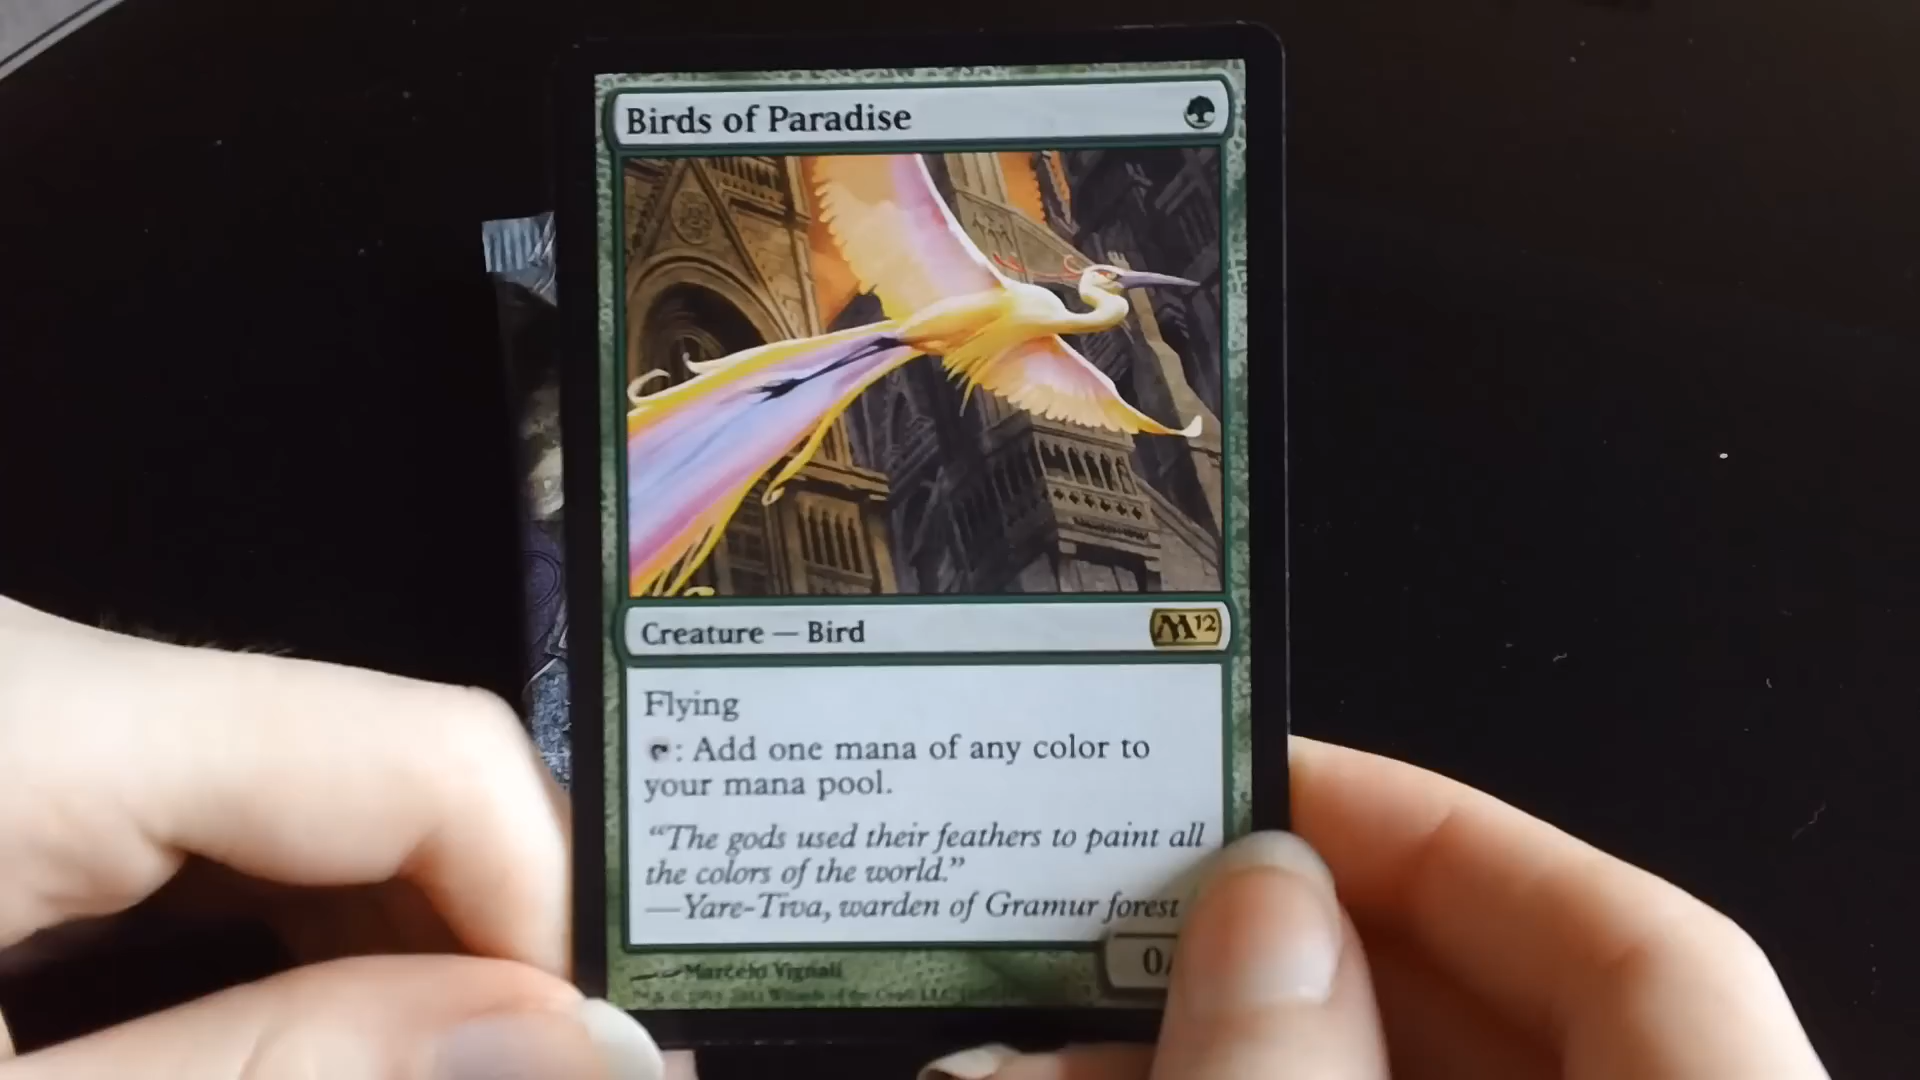 Birds of Paradise
Creature — Bird
M12
Flying
: Add one mana of any color to
your mana pool.
“The gods used their feathers to paint all
the colors of the world.”
—Yare-Tiva, warden of Gramur forest
0/
Marcelo Vignali